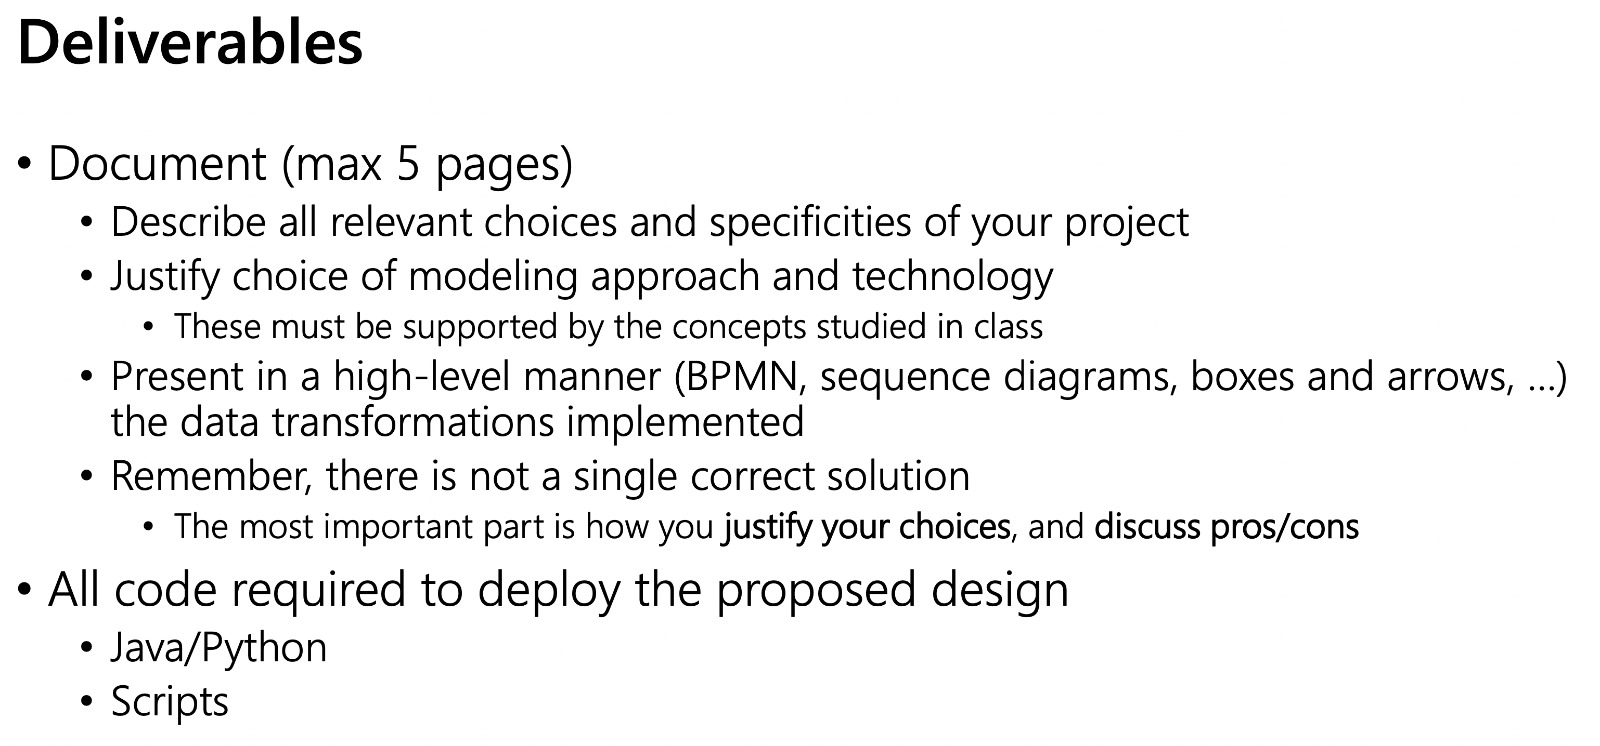 Deliverables
• Document (max 5 pages)
• Describe all relevant choices and specificities of your project
• Justify choice of modeling approach and technology
• These must be supported by the concepts studied in class
• Present in a high-level manner (BPMN, sequence diagrams, boxes and arrows, ...)
the data transformations implemented
• Remember, there is not a single correct solution
• The most important part is how you justify your choices, and discuss pros/cons
• All code required to deploy the proposed design
• Java/Python
• Scripts